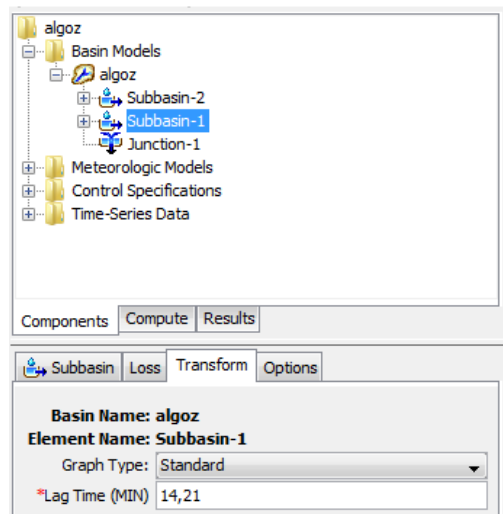 algoz
Basin Models
algoz
Subbasin-2
Subbasin-1
Junction-1
Meteorologic Models
Control Specifications
Time-Series Data
Components Compute Results
Subbasin Loss Transform Options
Basin Name: algoz
Element Name: Subbasin-1
Graph Type: Standard
*Lag Time (MIN) 14,21